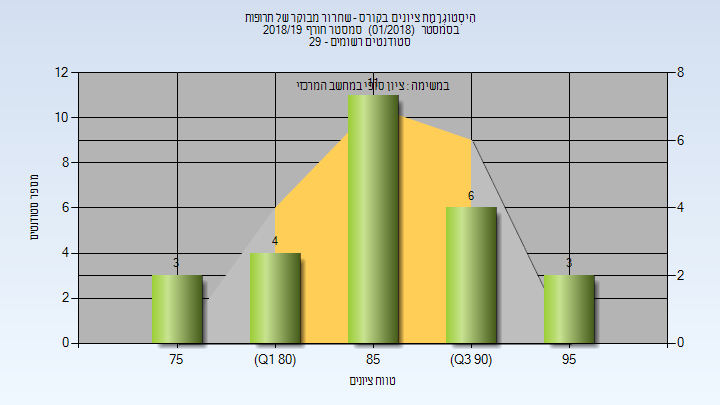 היסטוגרמת ציונים בקורס - שחרור מבוקר של תרופות
בסמסטר (01/2018) סמסטר חורף 2018/19
סטודנטים רשומים - 29
במשימה : ציון סופי במחשב המרכזי
מספר סטודנטים
12
10
8
6
4
2
0
8
6
4
2
0
3
4
11
6
3
75
(Q1 80)
85
(Q3 90)
95
טווח ציונים